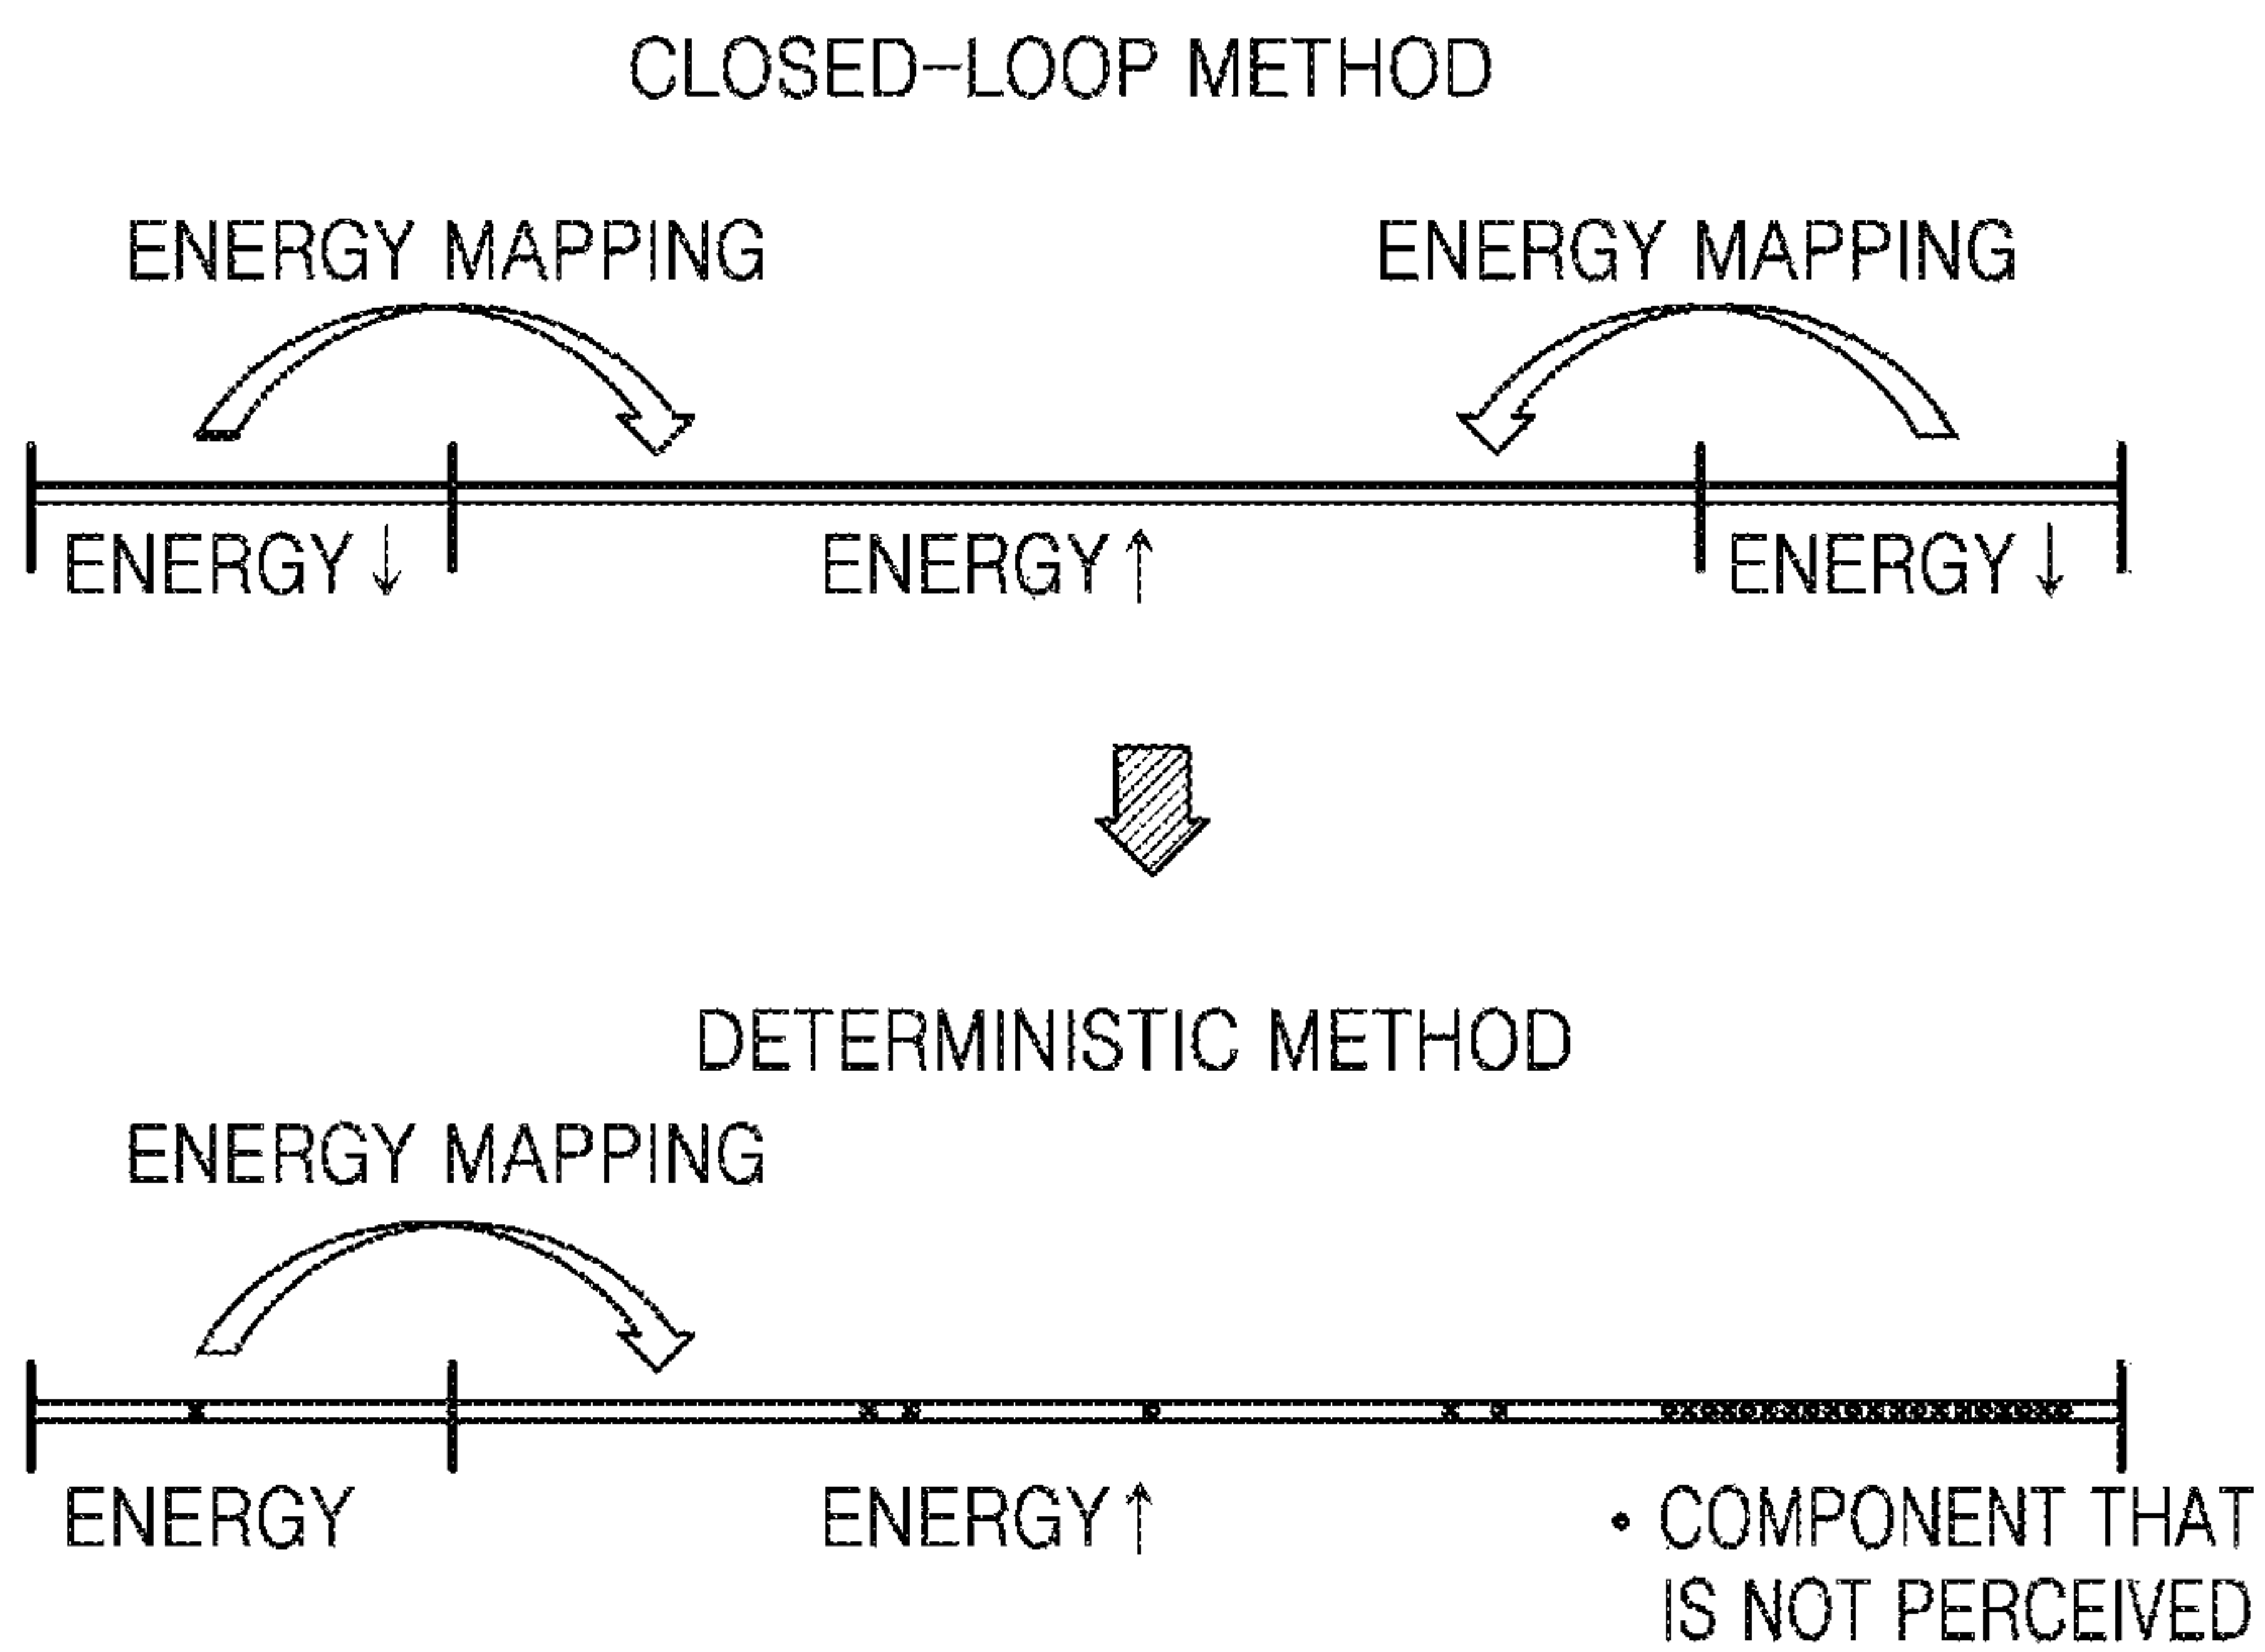 CLOSED-LOOP METHOD
ENERGY MAPPING ENERGY MAPPING
ENERGY↓ ENERGY↑ ENERGY↓
DETERMINISTIC METHOD
ENERGY MAPPING
ENERGY ENERGY↑ • COMPONENT THAT
IS NOT PERCEIVED